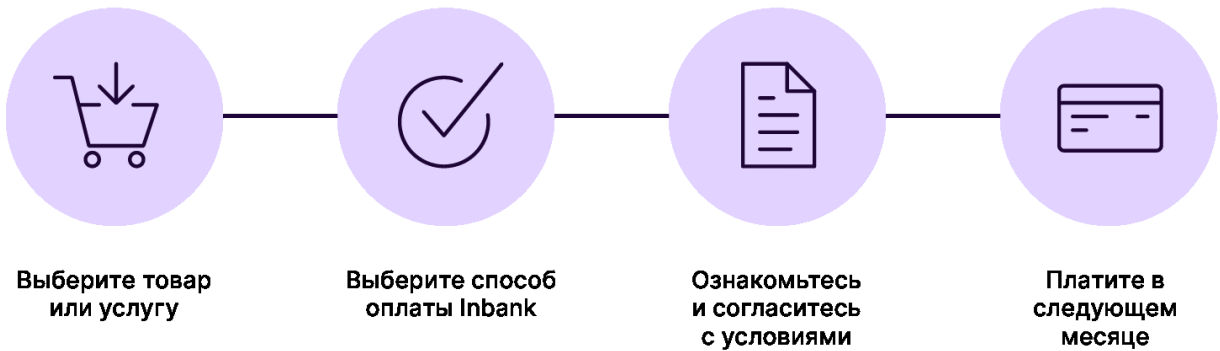 Выберите товар
или услугу
Выберите способ
оплаты Inbank
Ознакомьтесь
и согласитесь
с условиями
Платите в
следующем
месяце